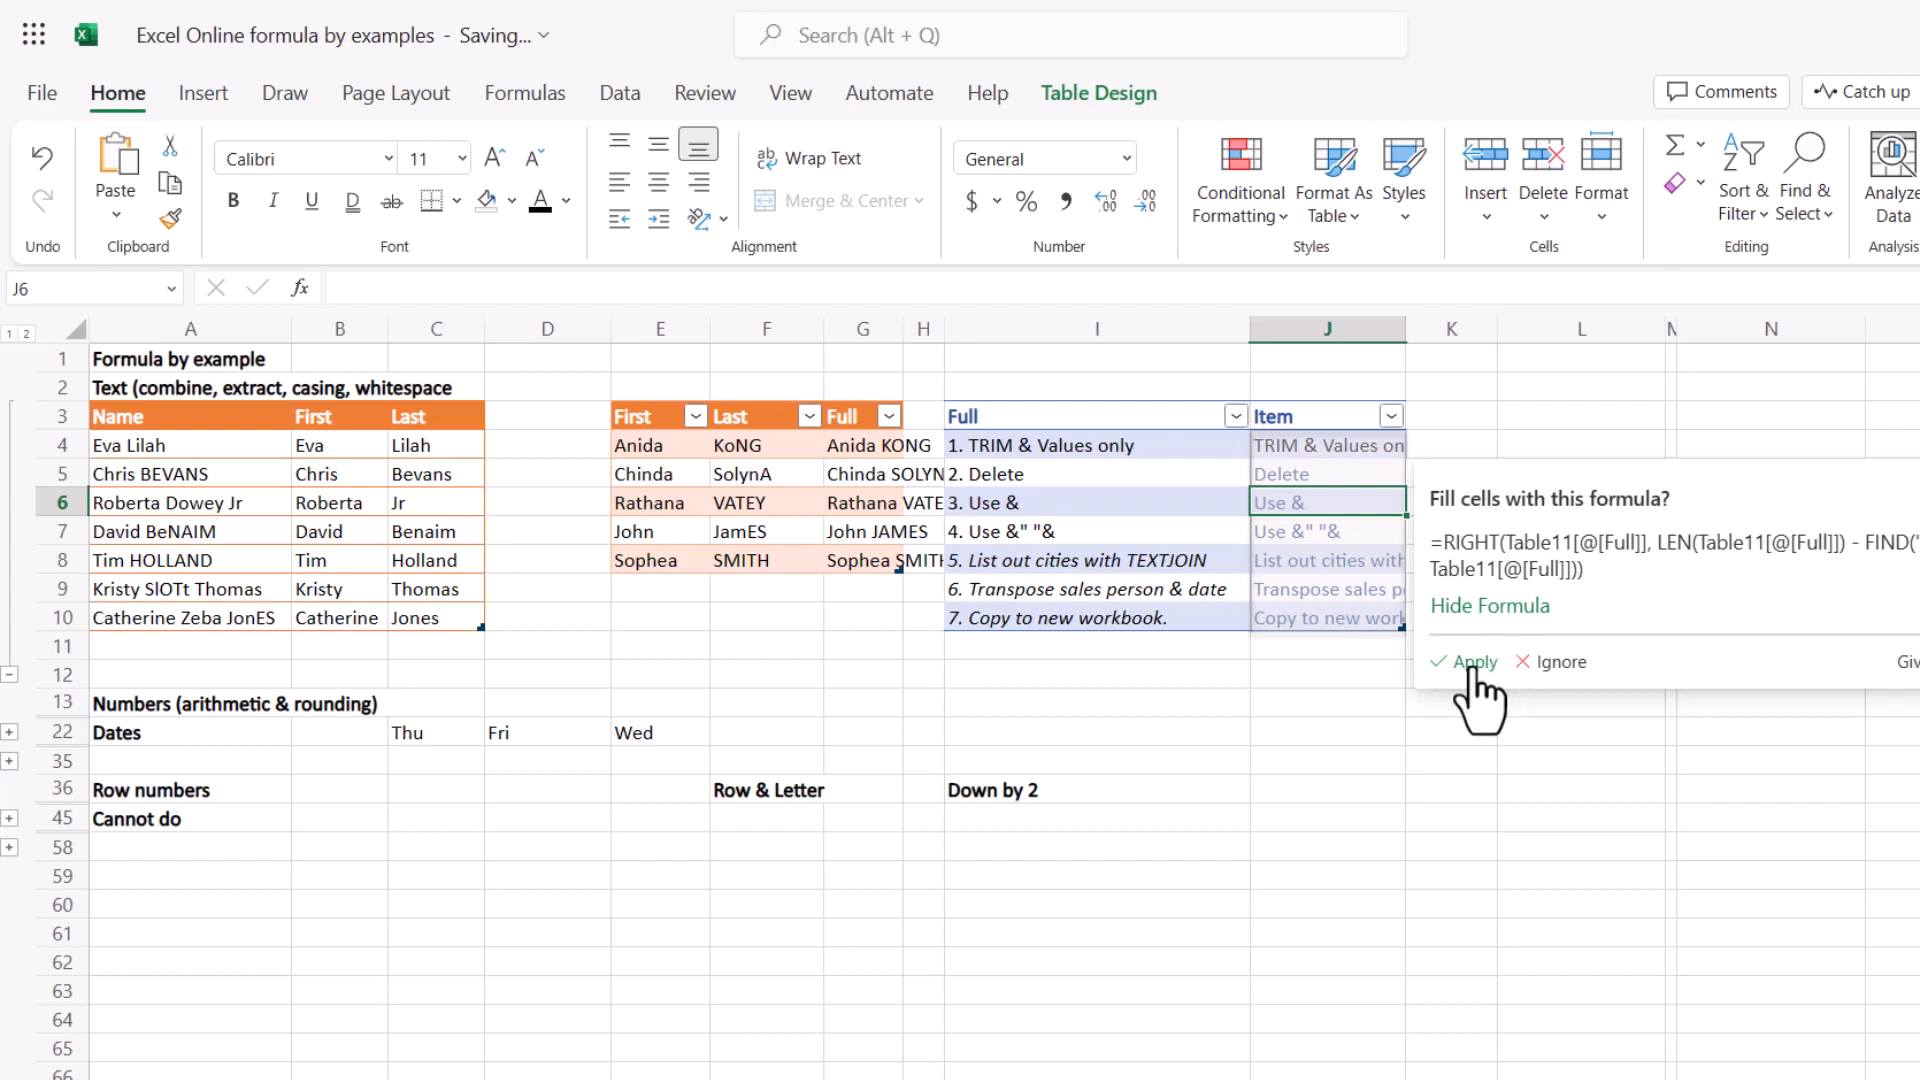 Excel Online formula by examples - Saving...
Search (Alt + Q)
File Home Insert Draw Page Layout Formulas Data Review View Automate Help Table Design
Comments Catch up
Calibri 11
Wrap Text
General
Paste
B I U D ab
Merge & Center
$ % ,
Conditional Formatting
Format As Table
Styles
Insert Delete Format
Sort & Filter
Find & Select
Analyze Data
Undo Clipboard Font Alignment Number Styles Cells Editing Analysis
J6 fx
1 2 A B C D E F G H I J K L N
1 Formula by example
2 Text (combine, extract, casing, whitespace
3 Name First Last First Last Full Full Item
4 Eva Lilah Eva Lilah Anida KoNG Anida KONG 1. TRIM & Values only TRIM & Values on
5 Chris BEVANS Chris Bevans Chinda SolynA Chinda SOLYN 2. Delete Delete
6 Roberta Dowey Jr Roberta Jr Rathana VATEY Rathana VATE 3. Use & Use &
7 David BeNAIM David Benaim John JamES John JAMES 4. Use &" "& Use &" "&
8 Tim HOLLAND Tim Holland Sophea SMITH Sophea SMITH 5. List out cities with TEXTJOIN List out cities with
9 Kristy SlOTt Thomas Kristy Thomas 6. Transpose sales person & date Transpose sales p
10 Catherine Zeba JonES Catherine Jones 7. Copy to new workbook. Copy to new work
Fill cells with this formula?
=RIGHT(Table11[@[Full]], LEN(Table11[@[Full]]) - FIND("
Table11[@[Full]]))
Hide Formula
Apply Ignore
11
12
13 Numbers (arithmetic & rounding)
22 Dates Thu Fri Wed
35
36 Row numbers Row & Letter Down by 2
45 Cannot do
58
59
60
61
62
63
64
65
66